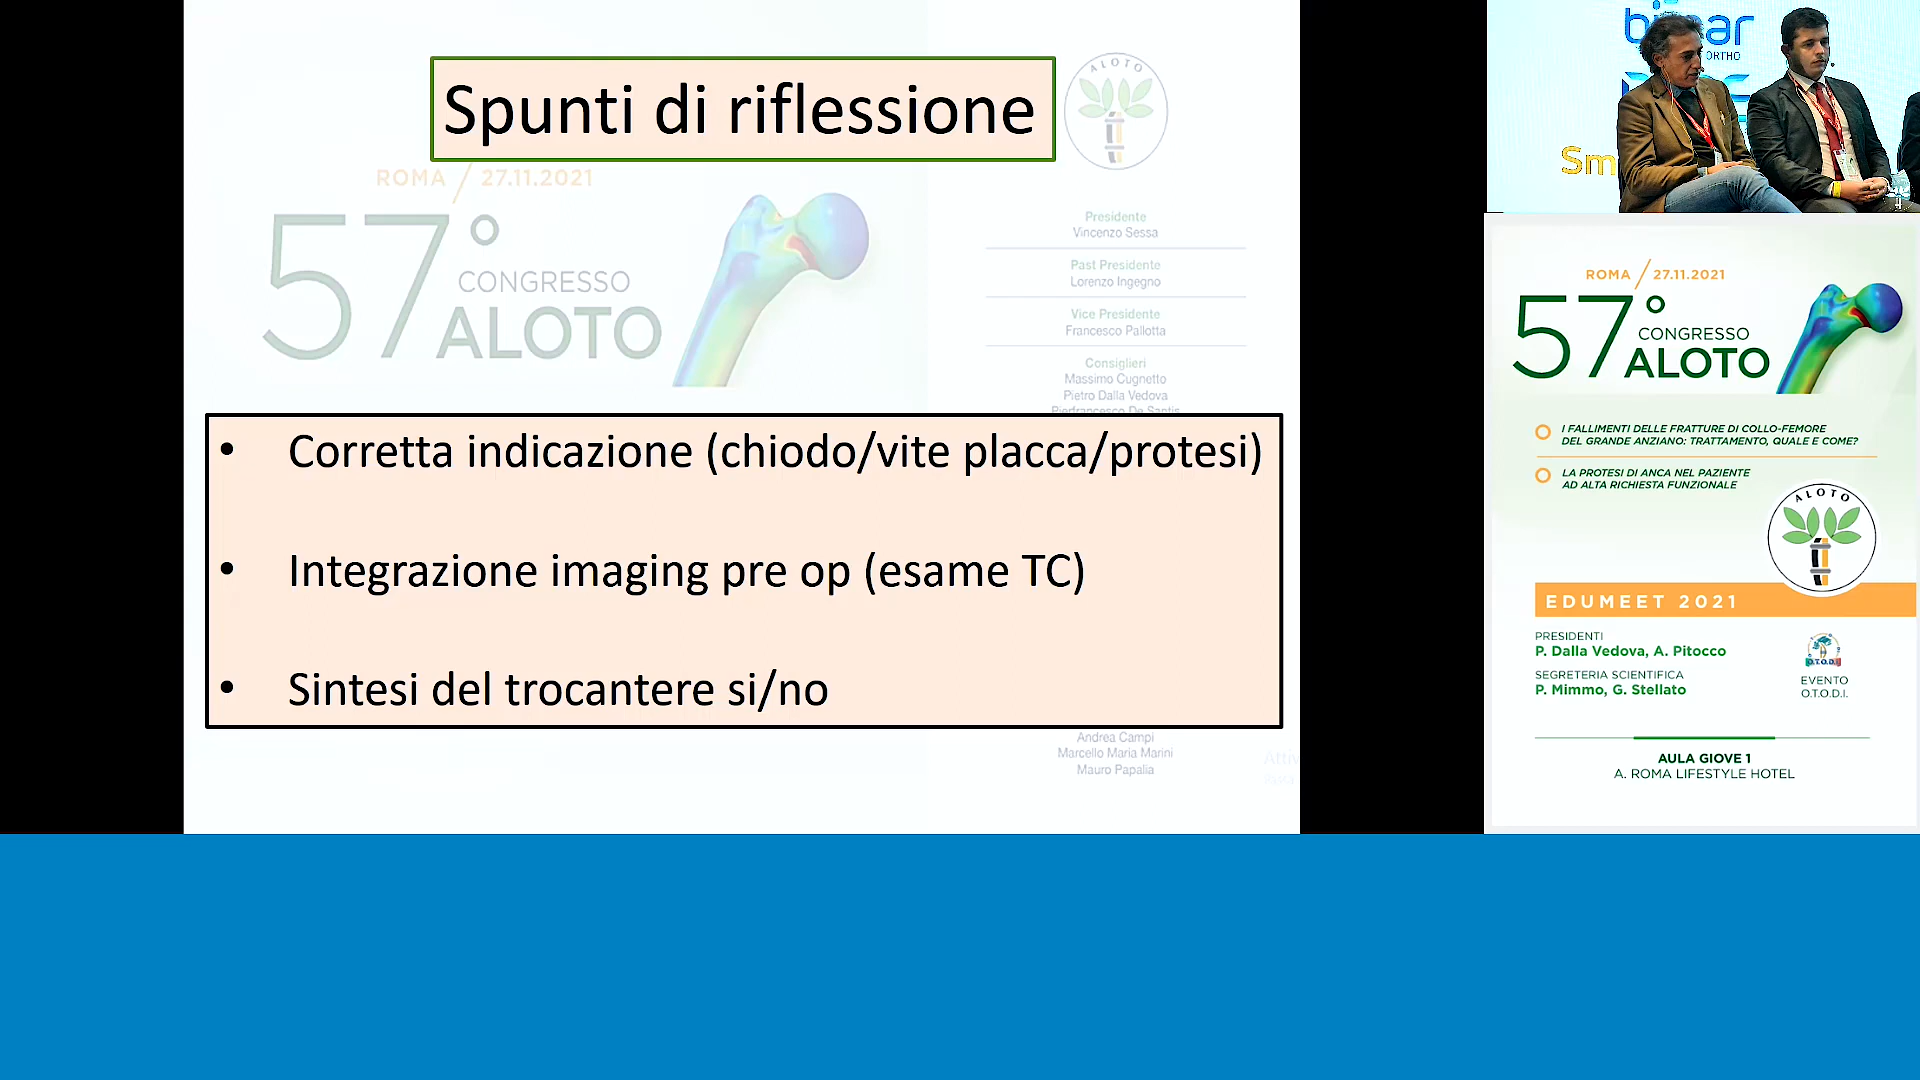 Spunti di riflessione
ALOTO
ROMA / 27.11.2021
57°
CONGRESSO
ALOTO
Presidente
Vincenzo Sessa
Past Presidente
Lorenzo Ingegno
Vice Presidente
Francesco Pallotta
Consiglieri
Massimo Cugnetto
Pietro Dalla Vedova
Pierfrancesco De Santis
• Corretta indicazione (chiodo/vite placca/protesi)
• Integrazione imaging pre op (esame TC)
• Sintesi del trocantere si/no
Andrea Campi
Marcello Maria Marini
Mauro Papalia
ORTHO
Sm
ROMA / 27.11.2021
57°
CONGRESSO
ALOTO
I FALLIMENTI DELLE FRATTURE DI COLLO-FEMORE
DEL GRANDE ANZIANO: TRATTAMENTO, QUALE E COME?
LA PROTESI DI ANCA NEL PAZIENTE
AD ALTA RICHIESTA FUNZIONALE
ALOTO
EDUMEET 2021
PRESIDENTI
P. Dalla Vedova, A. Pitocco
SEGRETERIA SCIENTIFICA
P. Mimmo, G. Stellato
O.T.O.D.I.
EVENTO
O.T.O.D.I.
AULA GIOVE 1
A. ROMA LIFESTYLE HOTEL